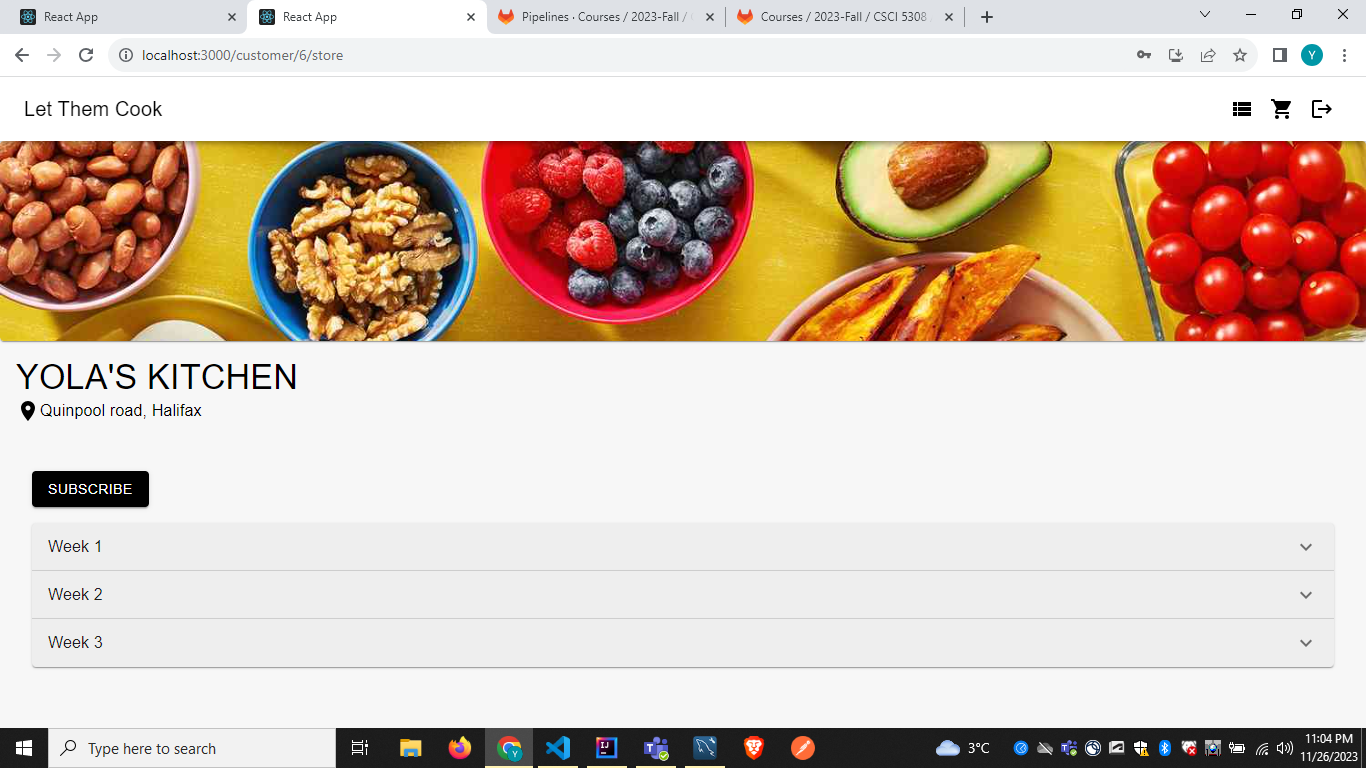 React App
React App
Pipelines · Courses / 2023-Fall /
Courses / 2023-Fall / CSCI 5308
localhost:3000/customer/6/store
Y
Let Them Cook
YOLA'S KITCHEN
Quinpool road, Halifax
SUBSCRIBE
Week 1
Week 2
Week 3
Type here to search
3°C
11:04 PM
11/26/2023